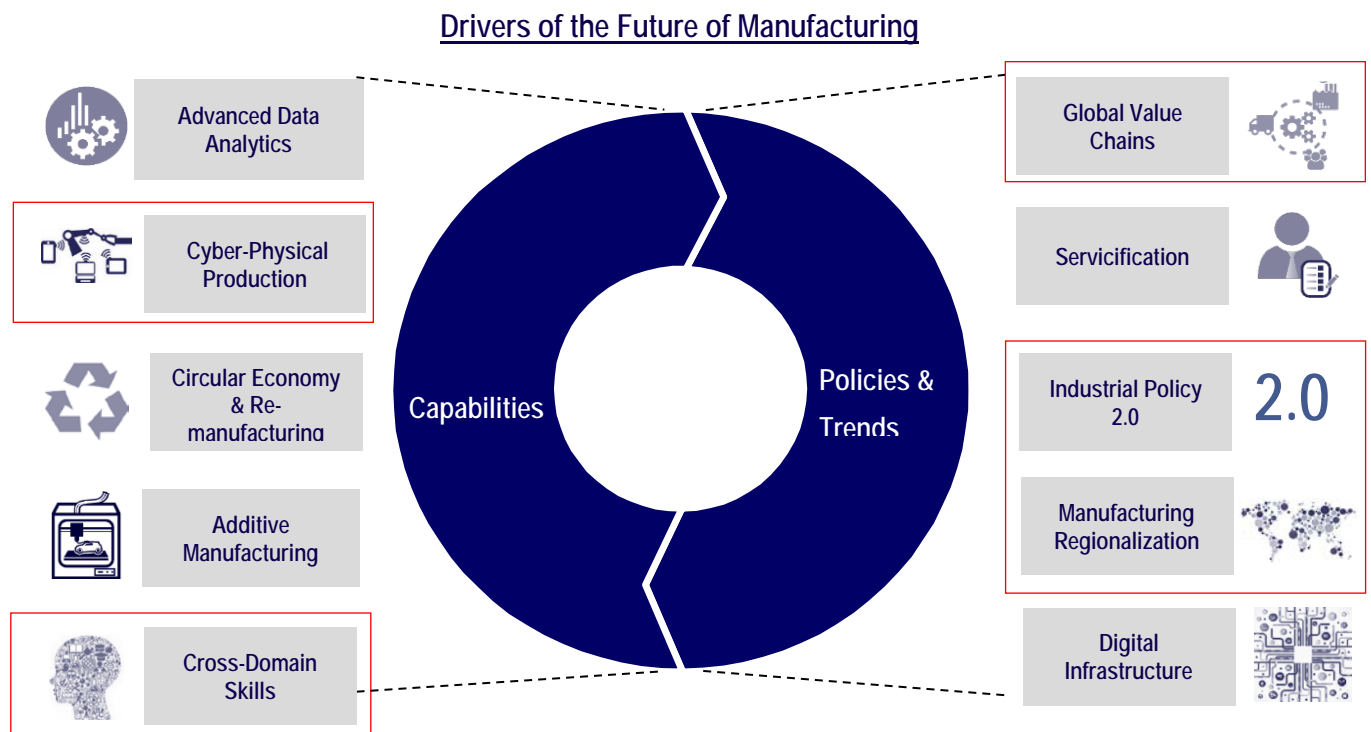 Drivers of the Future of Manufacturing
Advanced Data
Analytics
Cyber-Physical
Production
Circular Economy
& Re-
manufacturing
Additive
Manufacturing
Cross-Domain
Skills
Capabilities
Policies &
Trends
Global Value
Chains
Servicification
Industrial Policy
2.0
2.0
Manufacturing
Regionalization
Digital
Infrastructure